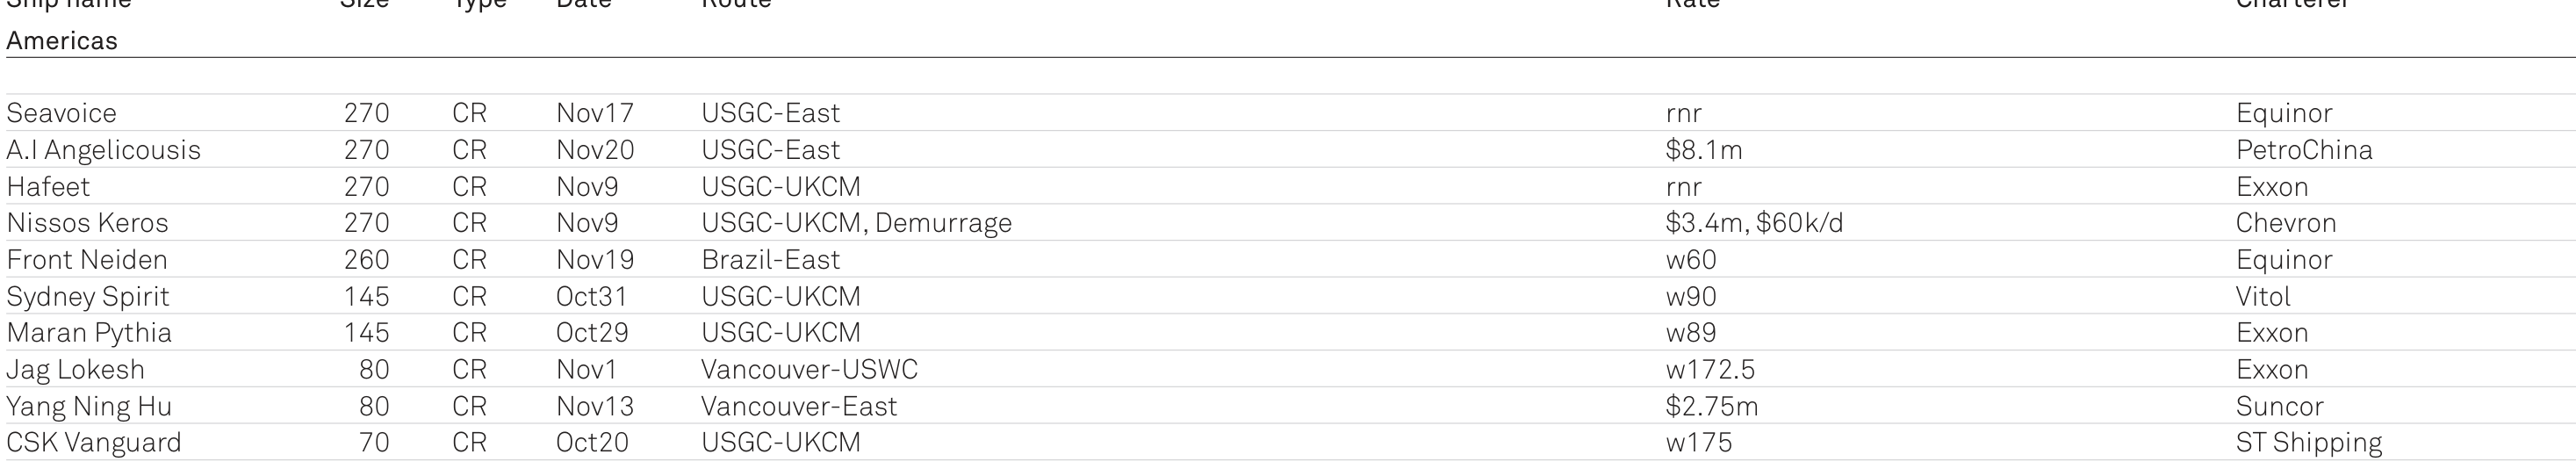 Ship name Size Type Date Route Rate Charterer
Americas
Seavoice 270 CR Nov17 USGC-East rnr Equinor
A.I Angelicousis 270 CR Nov20 USGC-East $8.1m PetroChina
Hafeet 270 CR Nov9 USGC-UKCM rnr Exxon
Nissos Keros 270 CR Nov9 USGC-UKCM, Demurrage $3.4m, $60k/d Chevron
Front Neiden 260 CR Nov19 Brazil-East w60 Equinor
Sydney Spirit 145 CR Oct31 USGC-UKCM w90 Vitol
Maran Pythia 145 CR Oct29 USGC-UKCM w89 Exxon
Jag Lokesh 80 CR Nov1 Vancouver-USWC w172.5 Exxon
Yang Ning Hu 80 CR Nov13 Vancouver-East $2.75m Suncor
CSK Vanguard 70 CR Oct20 USGC-UKCM w175 ST Shipping